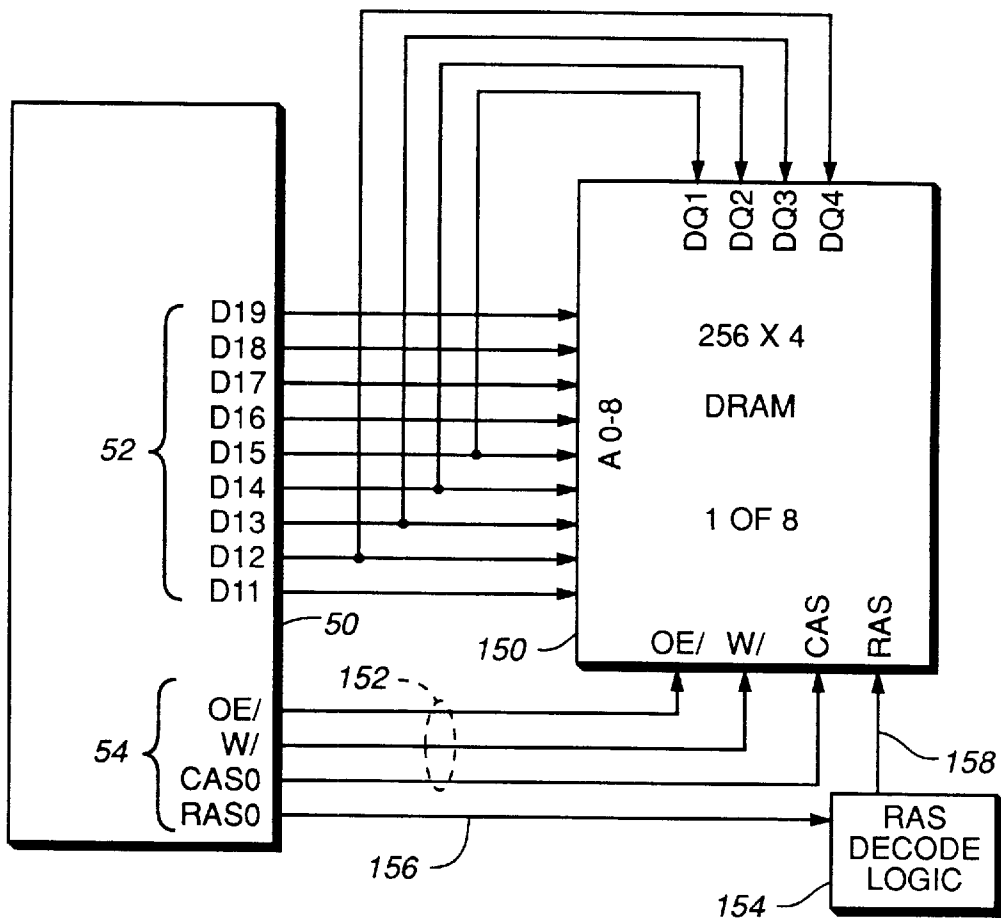 DQ1
DQ2
DQ3
DQ4
D19
D18
D17
D16
D15
D14
D13
D12
D11
52
A 0-8
256 X 4
DRAM
1 OF 8
50
150
OE/
W/
CAS
RAS
152
54
OE/
W/
CAS0
RAS0
156
158
RAS
DECODE
LOGIC
154